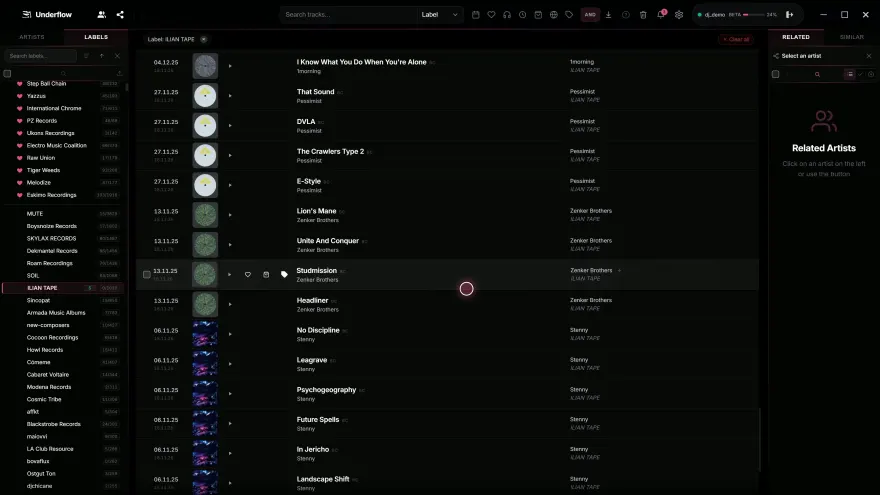 Underflow
Search tracks...
Label
AND
dj_demo
BETA
24%
ARTISTS
LABELS
Label: ILIAN TAPE
Clear all
RELATED
SIMILAR
Search labels...
Select an artist
Step Ball Chain
Yazzus
International Chrome
PZ Records
Ukons Recordings
Electro Music Coalition
Raw Union
Tiger Weeds
Melodize
Eskimo Recordings
MUTE
Boysnoize Records
SKYLAX RECORDS
Dekmantel Records
Roam Recordings
SOIL
ILIAN TAPE
Sincopat
Armada Music Albums
new-composers
Cocoon Recordings
Howl Records
Cómeme
Cabaret Voltaire
Modena Records
Cosmic Tribe
affkt
Blackstrobe Records
maiovvi
LA Club Resource
bovaflux
Ostgut Ton
djchicane
04.12.25
I Know What You Do When You're Alone
1morning
1morning
ILIAN TAPE
27.11.25
That Sound
Pessimist
Pessimist
ILIAN TAPE
27.11.25
DVLA
Pessimist
Pessimist
ILIAN TAPE
27.11.25
The Crawlers Type 2
Pessimist
Pessimist
ILIAN TAPE
27.11.25
E-Style
Pessimist
Pessimist
ILIAN TAPE
13.11.25
Lion's Mane
Zenker Brothers
Zenker Brothers
ILIAN TAPE
13.11.25
Unite And Conquer
Zenker Brothers
Zenker Brothers
ILIAN TAPE
13.11.25
Studmission
Zenker Brothers
Zenker Brothers
ILIAN TAPE
13.11.25
Headliner
Zenker Brothers
Zenker Brothers
ILIAN TAPE
06.11.25
No Discipline
Stenny
Stenny
ILIAN TAPE
06.11.25
Leagrave
Stenny
Stenny
ILIAN TAPE
06.11.25
Psychogeography
Stenny
Stenny
ILIAN TAPE
06.11.25
Future Spells
Stenny
Stenny
ILIAN TAPE
06.11.25
In Jericho
Stenny
Stenny
ILIAN TAPE
06.11.25
Landscape Shift
Stenny
Stenny
ILIAN TAPE
Related Artists
Click on an artist on the left
or use the button